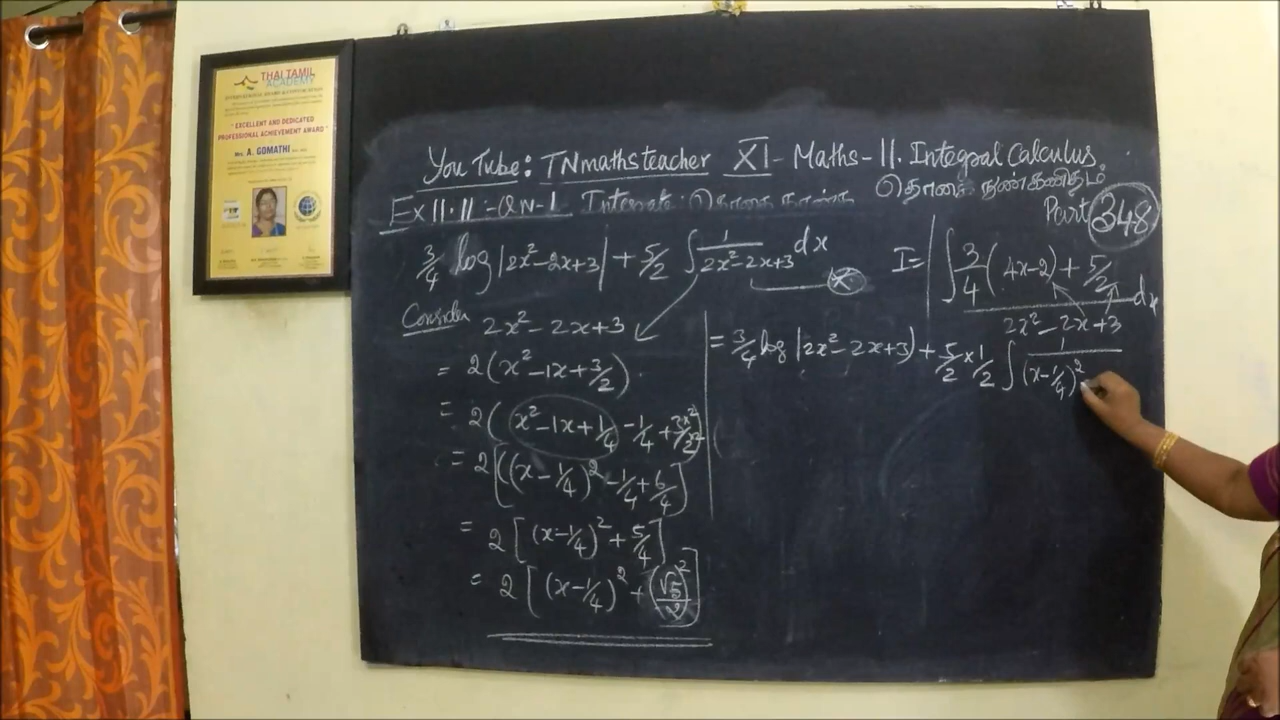 THAI TAMIL
ACADEMY
" EXCELLENT AND DEDICATED
PROFESSIONAL ACHIEVEMENT AWARD "
Mrs. A. GOMATHI
You Tube: TNmathsteacher XI - Maths - 11. Integral Calculus.
தொகை நுண்கணிதம்
Ex 11.11 :- QN-1 Integrate : தொகை காண்க
Part 348
3/4 log |2x² - 2x + 3| + 5/2 ∫ 1/(2x² - 2x + 3) dx
Consider 2x² - 2x + 3
= 2(x² - 1x + 3/2)
= 2(x² - 1x + 1/4 - 1/4 + 3x2/2x2)
= 2[((x - 1/4)² - 1/4 + 6/4]
= 2[(x - 1/4)² + 5/4]
= 2[(x - 1/4)² + (√5/2)²]
I = ∫ (3/4 (4x - 2) + 5/2)/(2x² - 2x + 3) dx
= 3/4 log |2x² - 2x + 3) + 5/2 × 1/2 ∫ 1/(x - 1/4)²